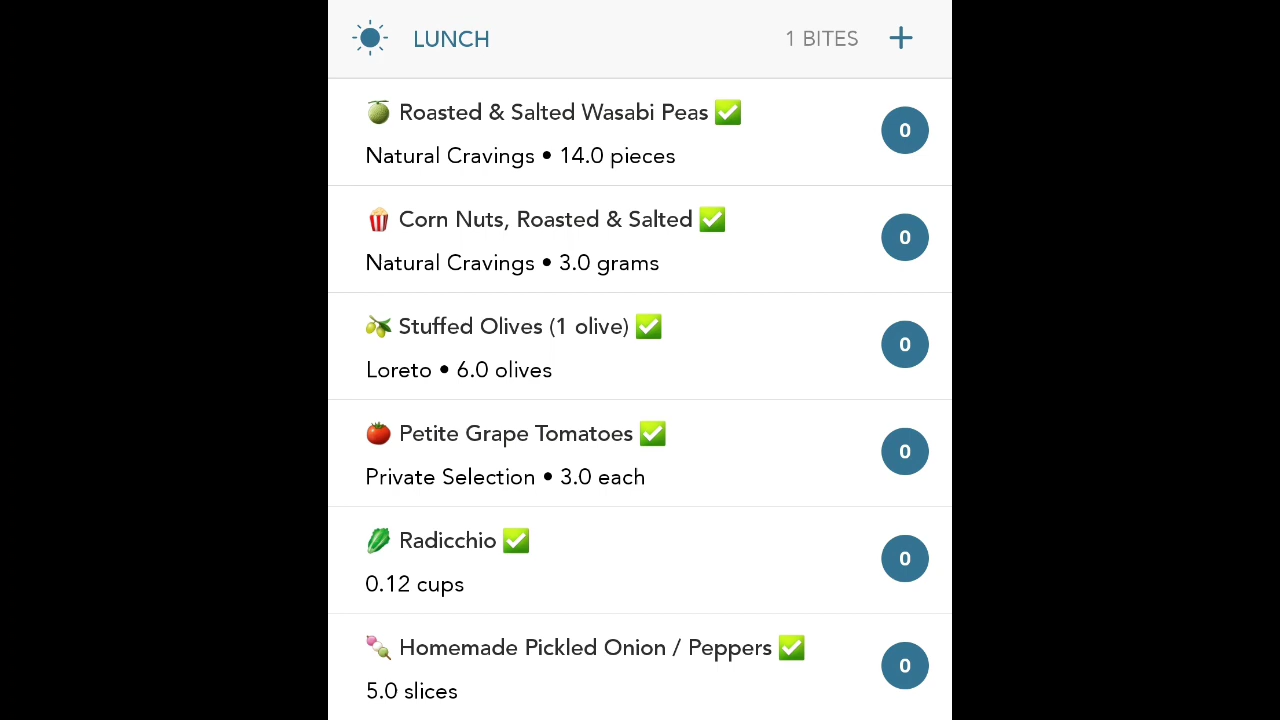 LUNCH 1 BITES +
🍈 Roasted & Salted Wasabi Peas ✅
Natural Cravings • 14.0 pieces
0
🍿 Corn Nuts, Roasted & Salted ✅
Natural Cravings • 3.0 grams
0
🫒 Stuffed Olives (1 olive) ✅
Loreto • 6.0 olives
0
🍅 Petite Grape Tomatoes ✅
Private Selection • 3.0 each
0
🥬 Radicchio ✅
0.12 cups
0
🍡 Homemade Pickled Onion / Peppers ✅
5.0 slices
0